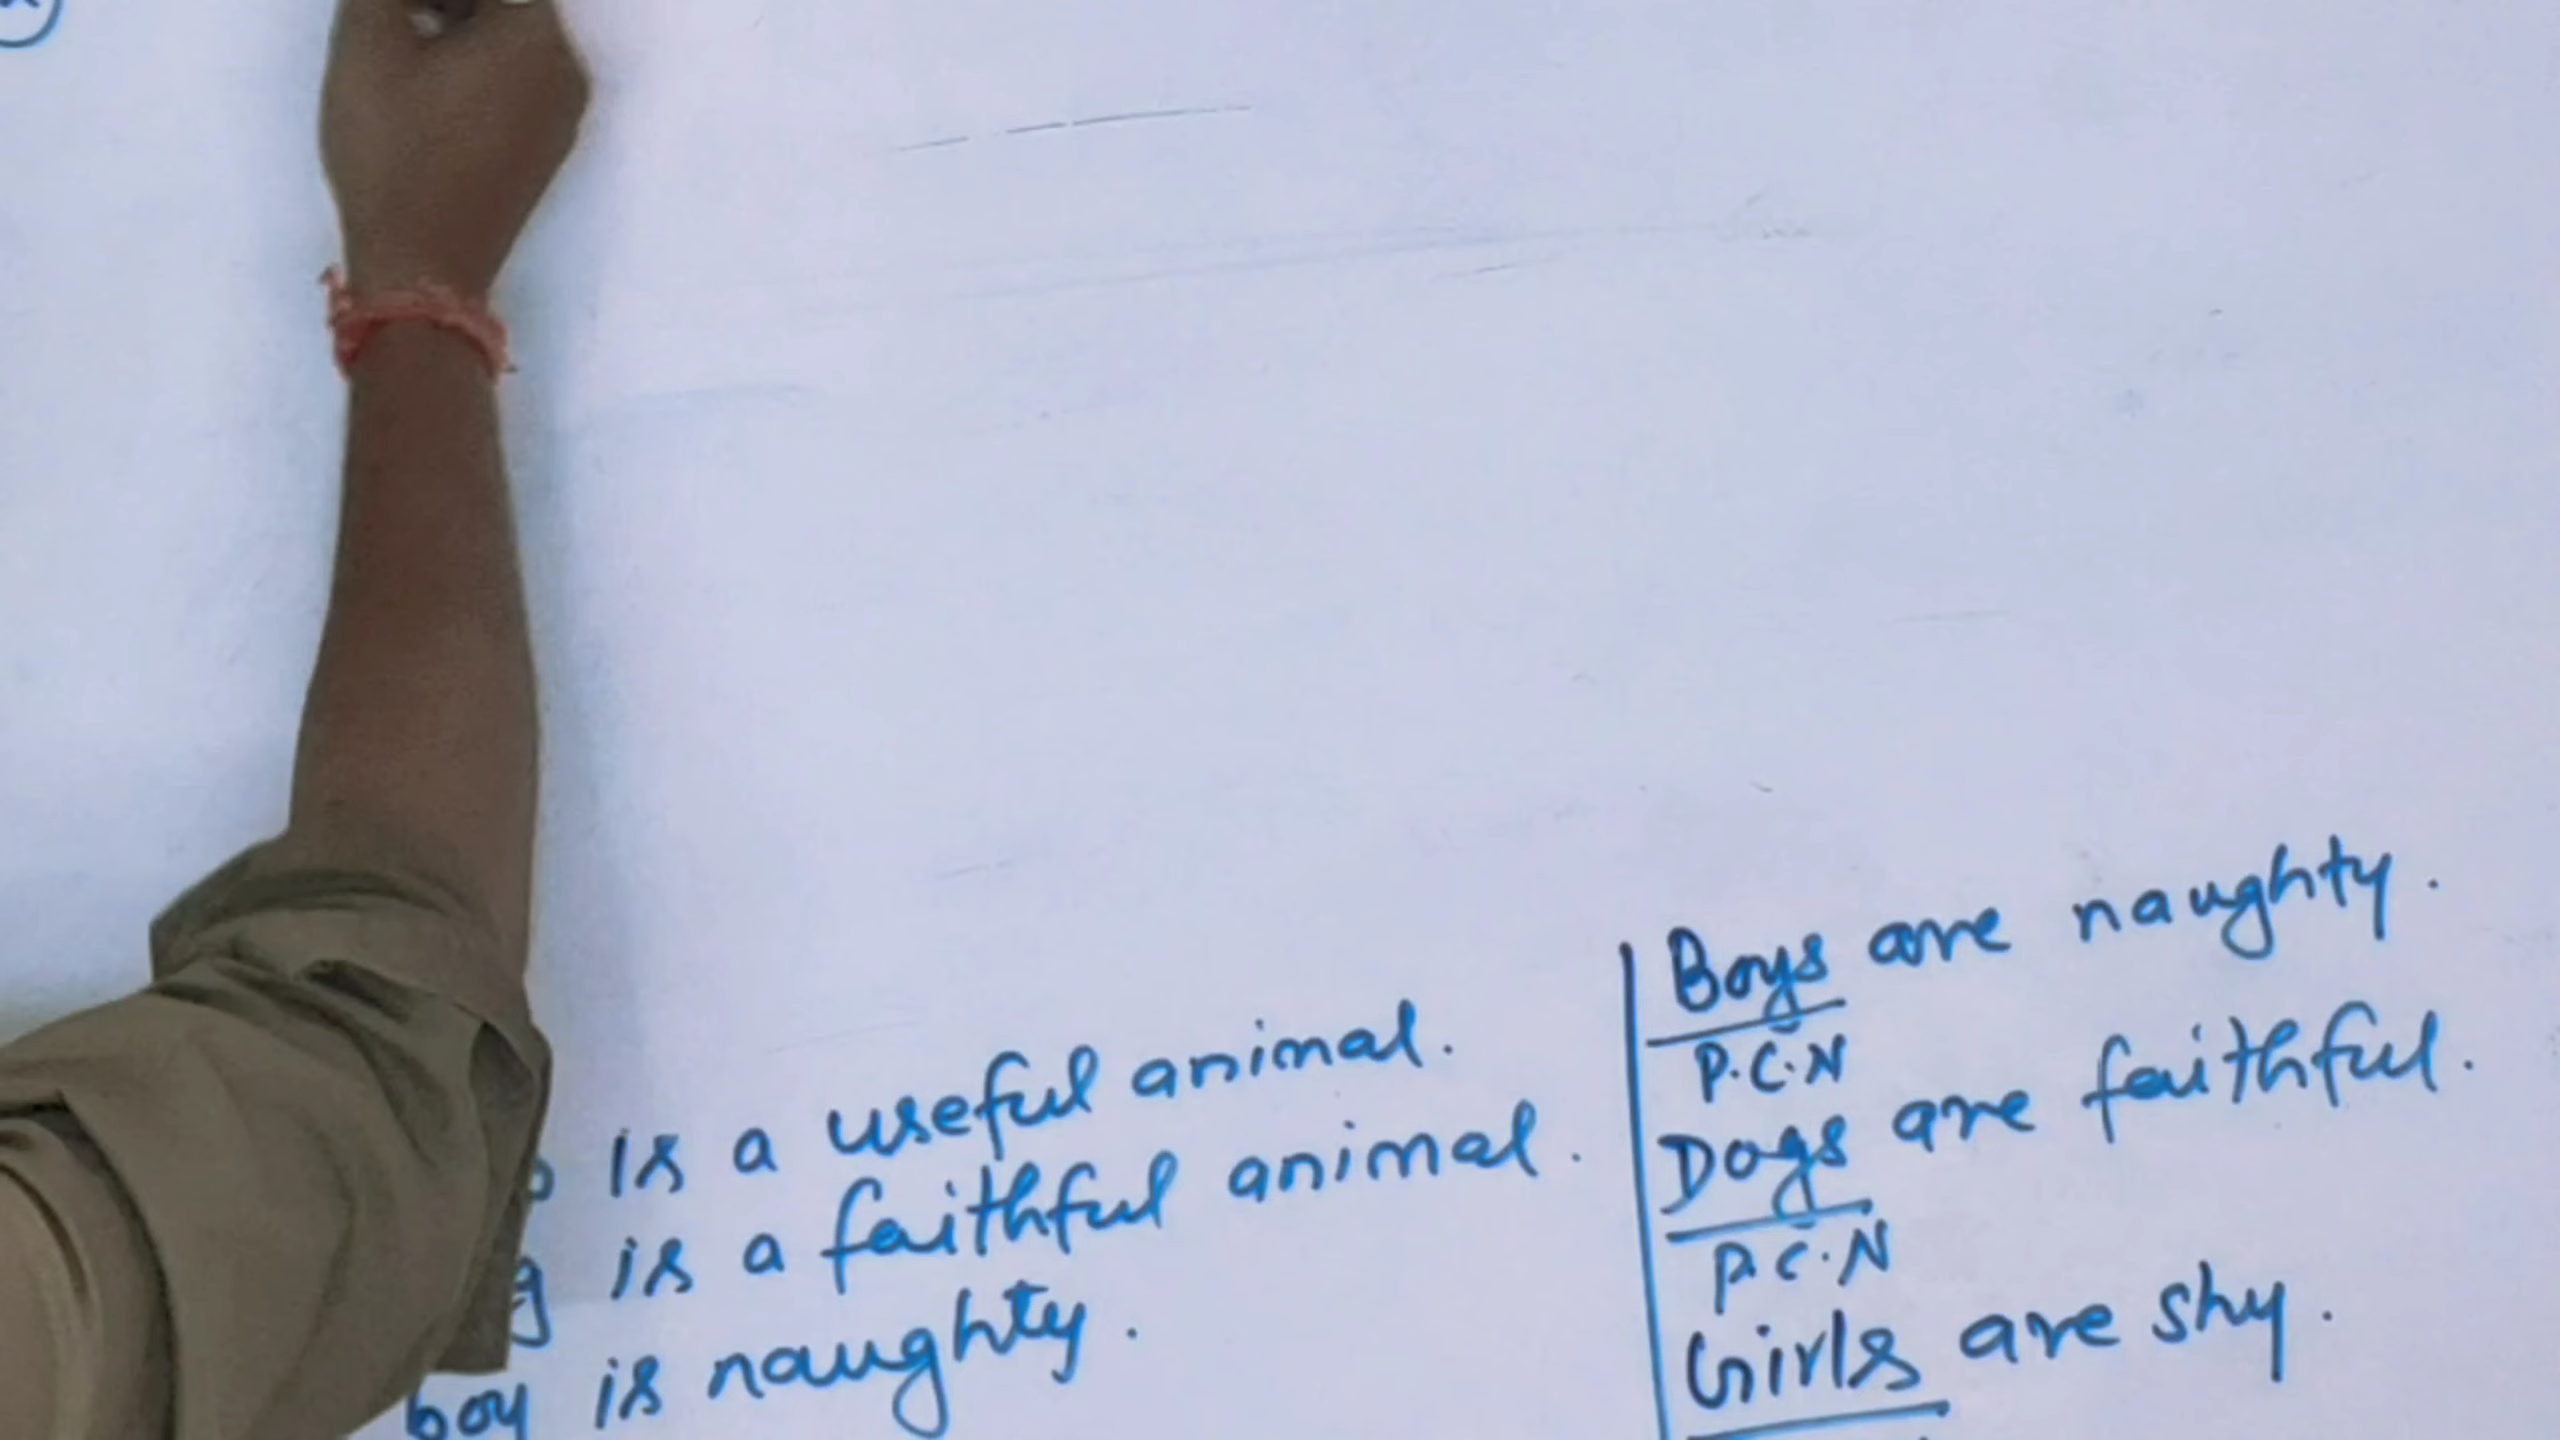 is a useful animal.
is a faithful animal.
boy is naughty.
Boys are naughty.
P.C.N
Dogs are faithful.
P.C.N
Girls are shy.